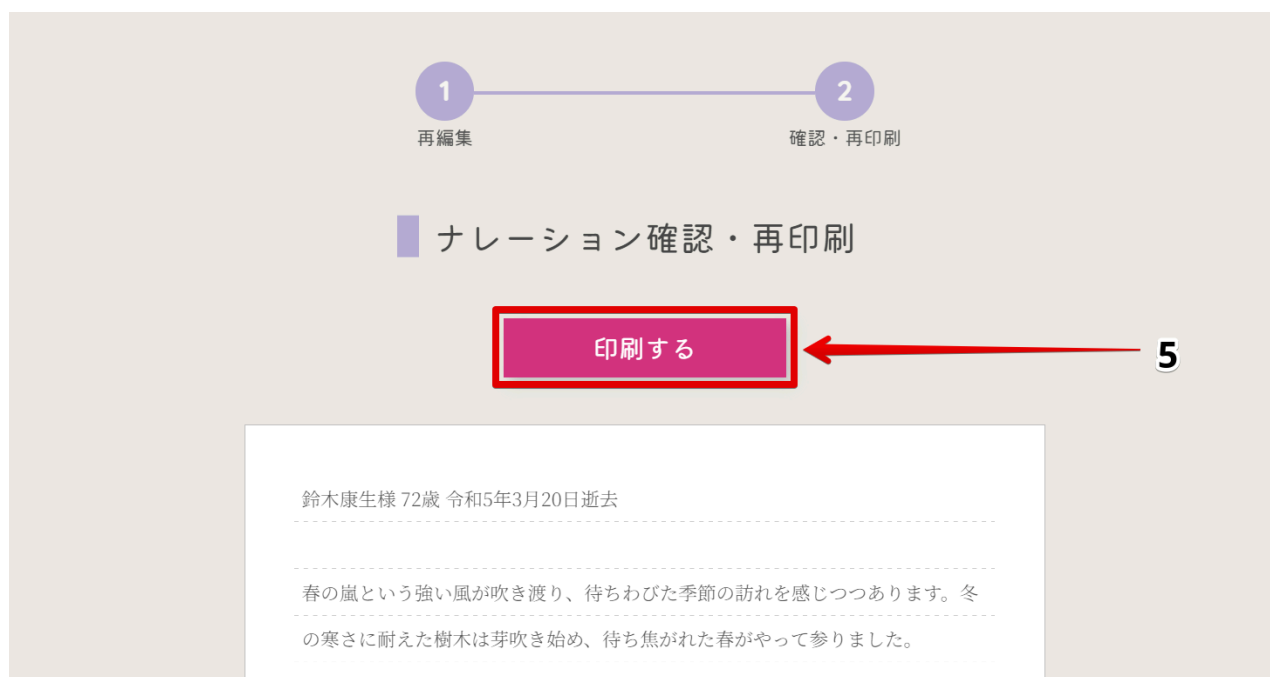 1
2
再編集
確認・再印刷
ナレーション確認・再印刷
印刷する
5
鈴木康生様 72歳 令和5年3月20日逝去
春の嵐という強い風が吹き渡り、待ちわびた季節の訪れを感じつつあります。冬
の寒さに耐えた樹木は芽吹き始め、待ち焦がれた春がやって参りました。